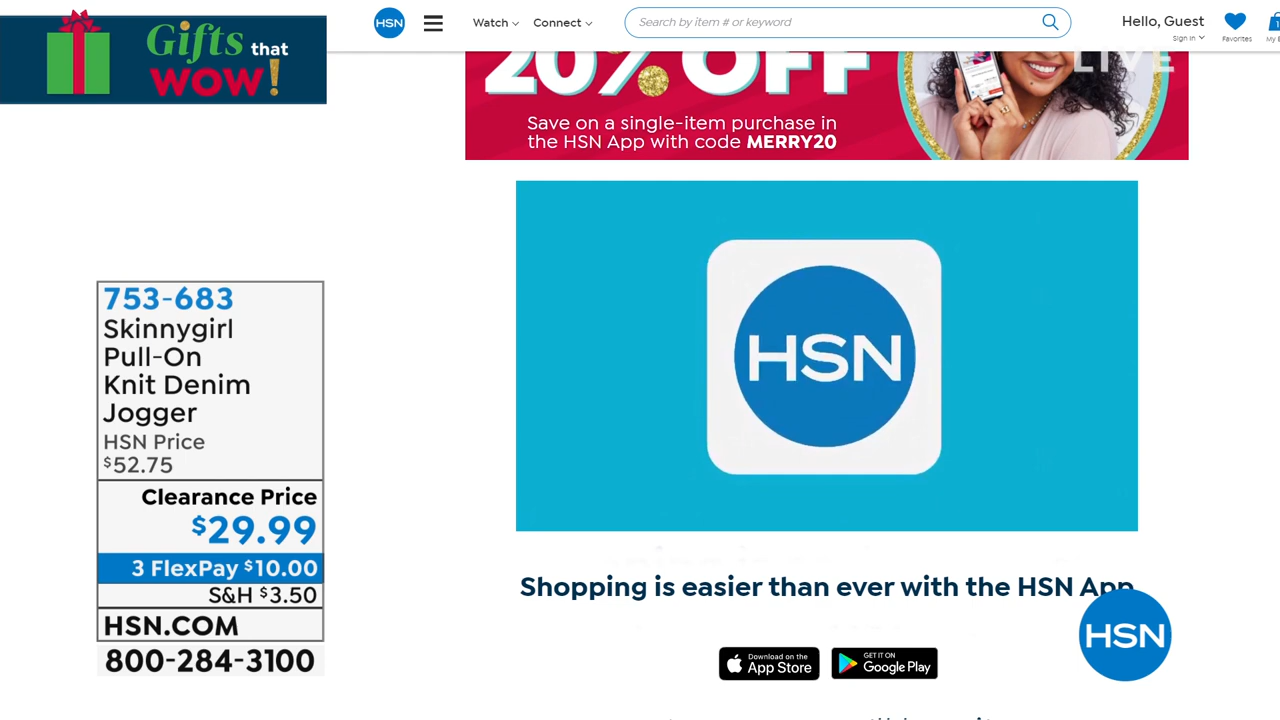 Gifts that
WOW!
HSN
Watch
Connect
Search by item # or keyword
Hello, Guest
Sign In
Favorites
LIVE
20% OFF
Save on a single-item purchase in
the HSN App with code MERRY20
HSN
753-683
Skinnygirl
Pull-On
Knit Denim
Jogger
HSN Price
$52.75
Clearance Price
$29.99
3 FlexPay $10.00
S&H $3.50
HSN.COM
800-284-3100
Shopping is easier than ever with the HSN App
HSN
Download on the
App Store
GET IT ON
Google Play